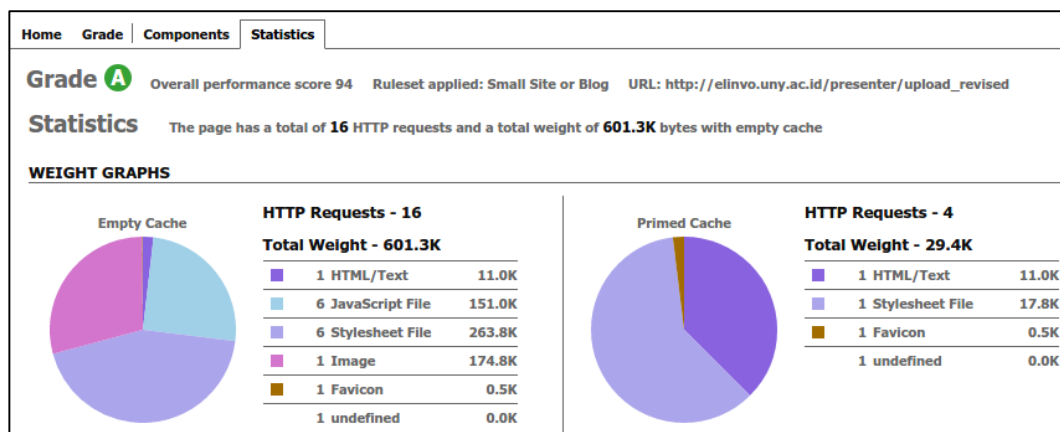 Home Grade Components Statistics
Grade A Overall performance score 94 Ruleset applied: Small Site or Blog URL: http://elinvo.uny.ac.id/presenter/upload_revised
Statistics The page has a total of 16 HTTP requests and a total weight of 601.3K bytes with empty cache
WEIGHT GRAPHS
Empty Cache
HTTP Requests - 16
Total Weight - 601.3K
1 HTML/Text 11.0K
6 JavaScript File 151.0K
6 Stylesheet File 263.8K
1 Image 174.8K
1 Favicon 0.5K
1 undefined 0.0K
Primed Cache
HTTP Requests - 4
Total Weight - 29.4K
1 HTML/Text 11.0K
1 Stylesheet File 17.8K
1 Favicon 0.5K
1 undefined 0.0K